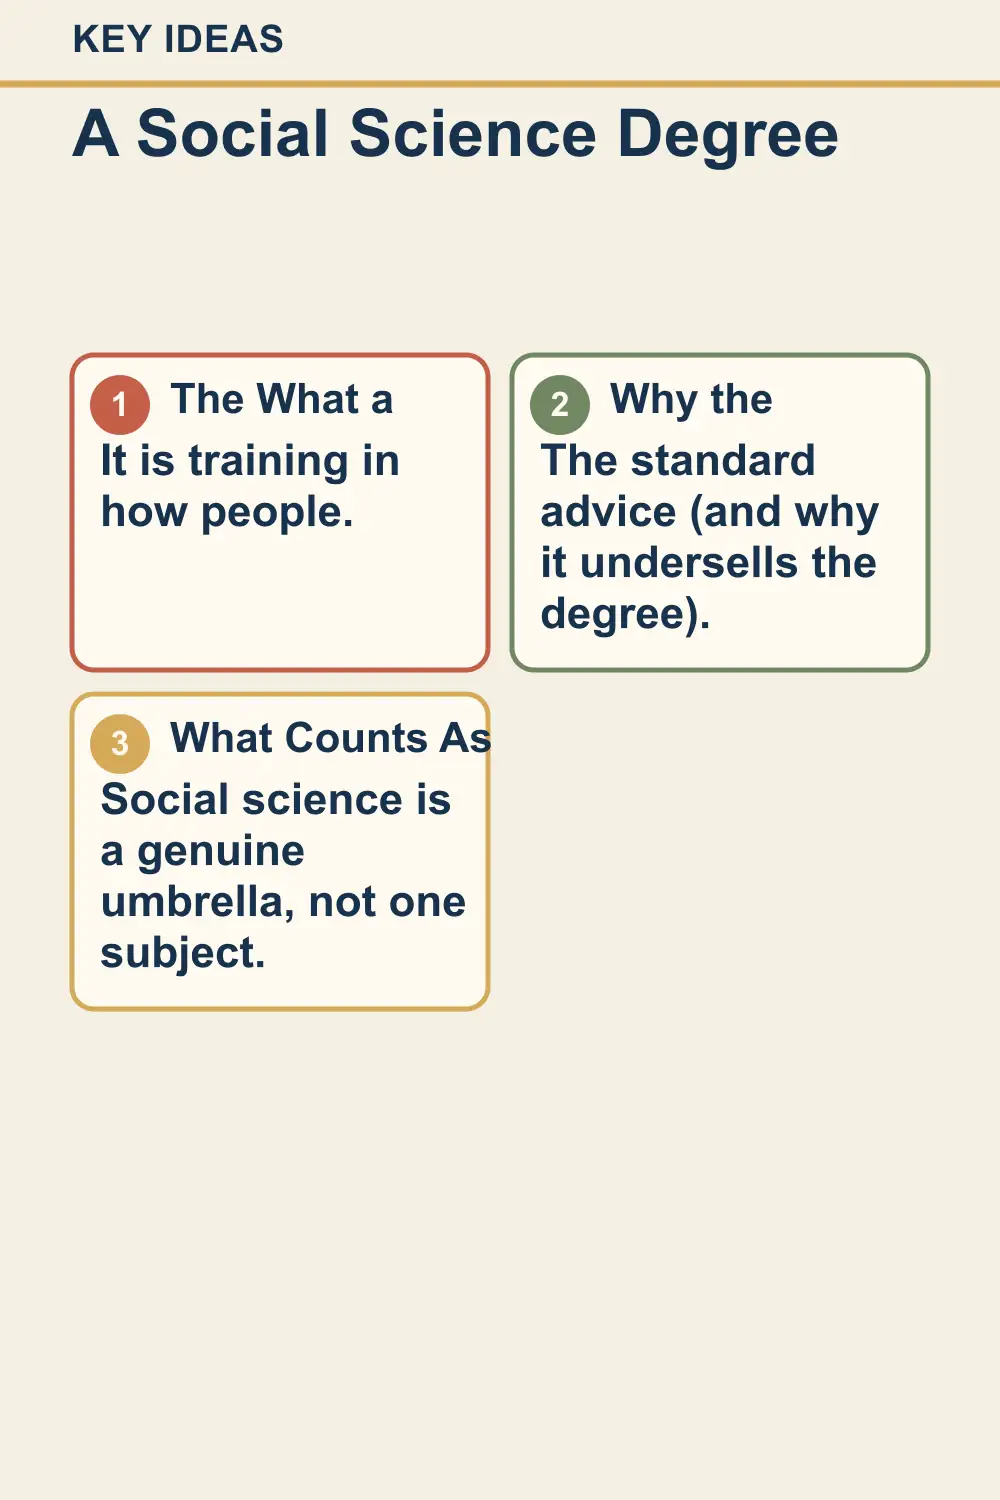 KEY IDEAS
A Social Science Degree
1 The What a
It is training in
how people.
2 Why the
The standard
advice (and why
it undersells the
degree).
3 What Counts As
Social science is
a genuine
umbrella, not one
subject.